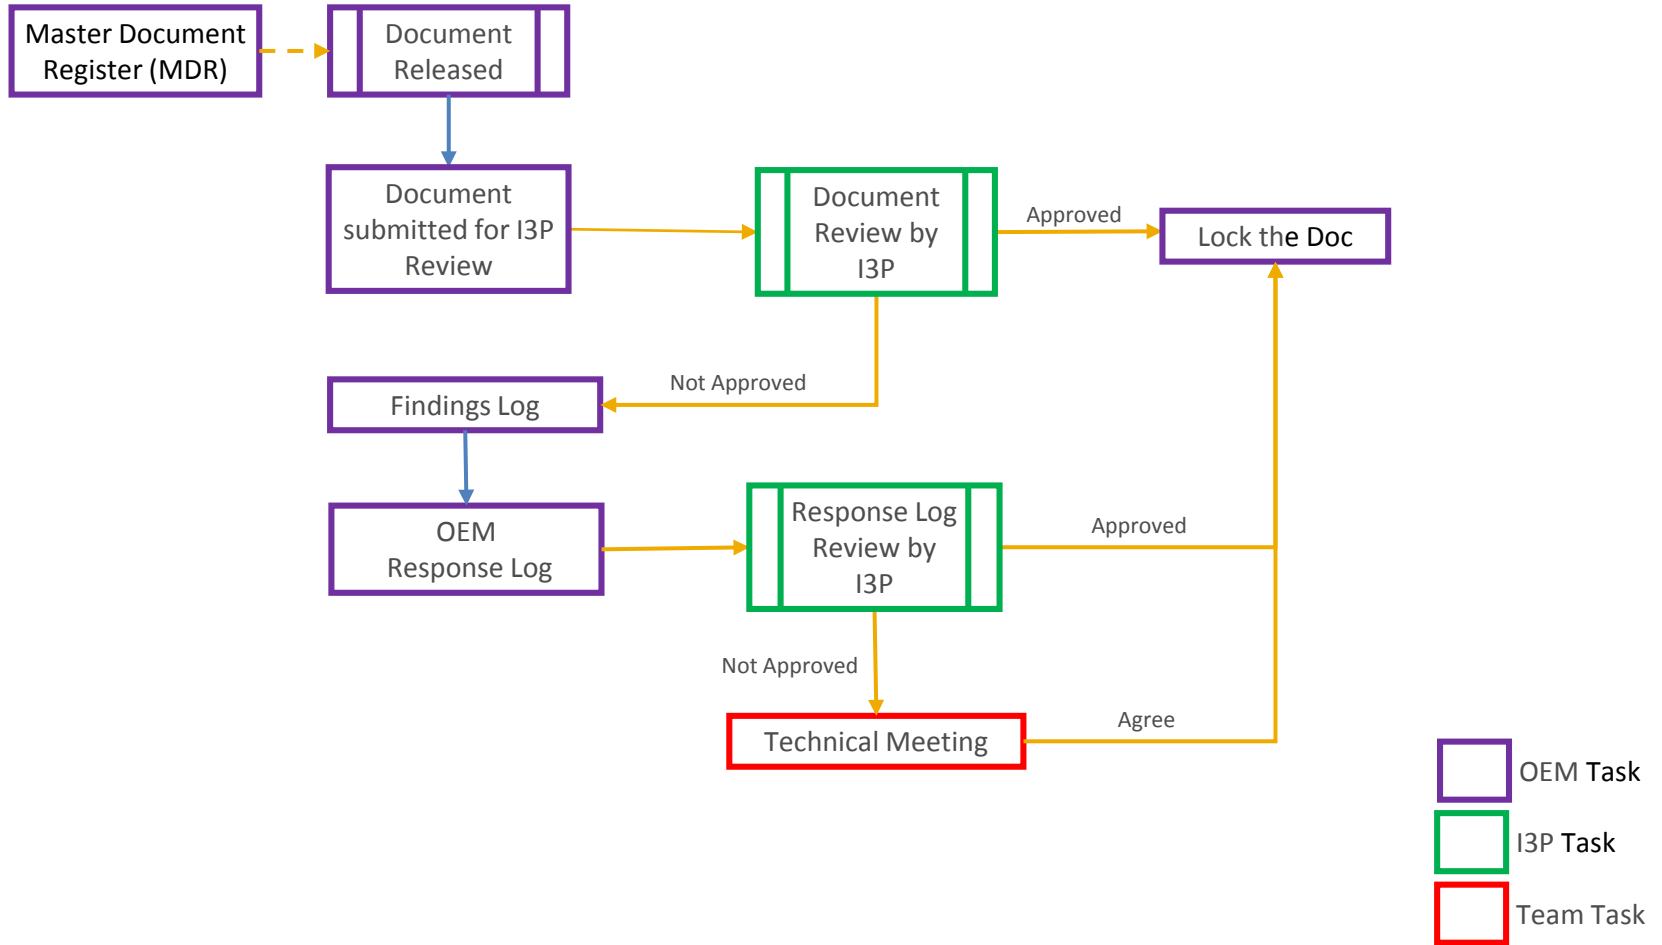 Master Document
Register (MDR)
Document
Released
Document
submitted for I3P
Review
Document
Review by
I3P
Approved
Lock the Doc
Not Approved
Findings Log
OEM
Response Log
Response Log
Review by
I3P
Approved
Not Approved
Technical Meeting
Agree
OEM Task
I3P Task
Team Task